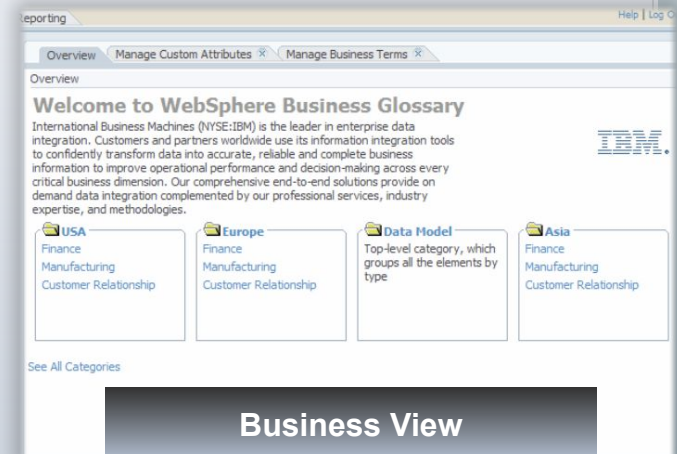 eporting
Help | Log O
Overview Manage Custom Attributes Manage Business Terms
Overview
Welcome to WebSphere Business Glossary
International Business Machines (NYSE:IBM) is the leader in enterprise data
integration. Customers and partners worldwide use its information integration tools
to confidently transform data into accurate, reliable and complete business
information to improve operational performance and decision-making across every
critical business dimension. Our comprehensive end-to-end solutions provide on
demand data integration complemented by our professional services, industry
expertise, and methodologies.
IBM.
USA
Finance
Manufacturing
Customer Relationship
Europe
Finance
Manufacturing
Customer Relationship
Data Model
Top-level category, which
groups all the elements by
type
Asia
Finance
Manufacturing
Customer Relationship
See All Categories
Business View